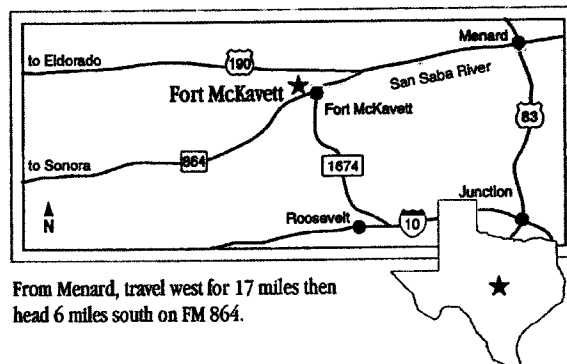 Menard
to Eldorado
190
San Saba River
Fort McKavett
Fort McKavett
83
864
to Sonora
1674
Junction
N
Roosevelt
10
From Menard, travel west for 17 miles then
head 6 miles south on FM 864.